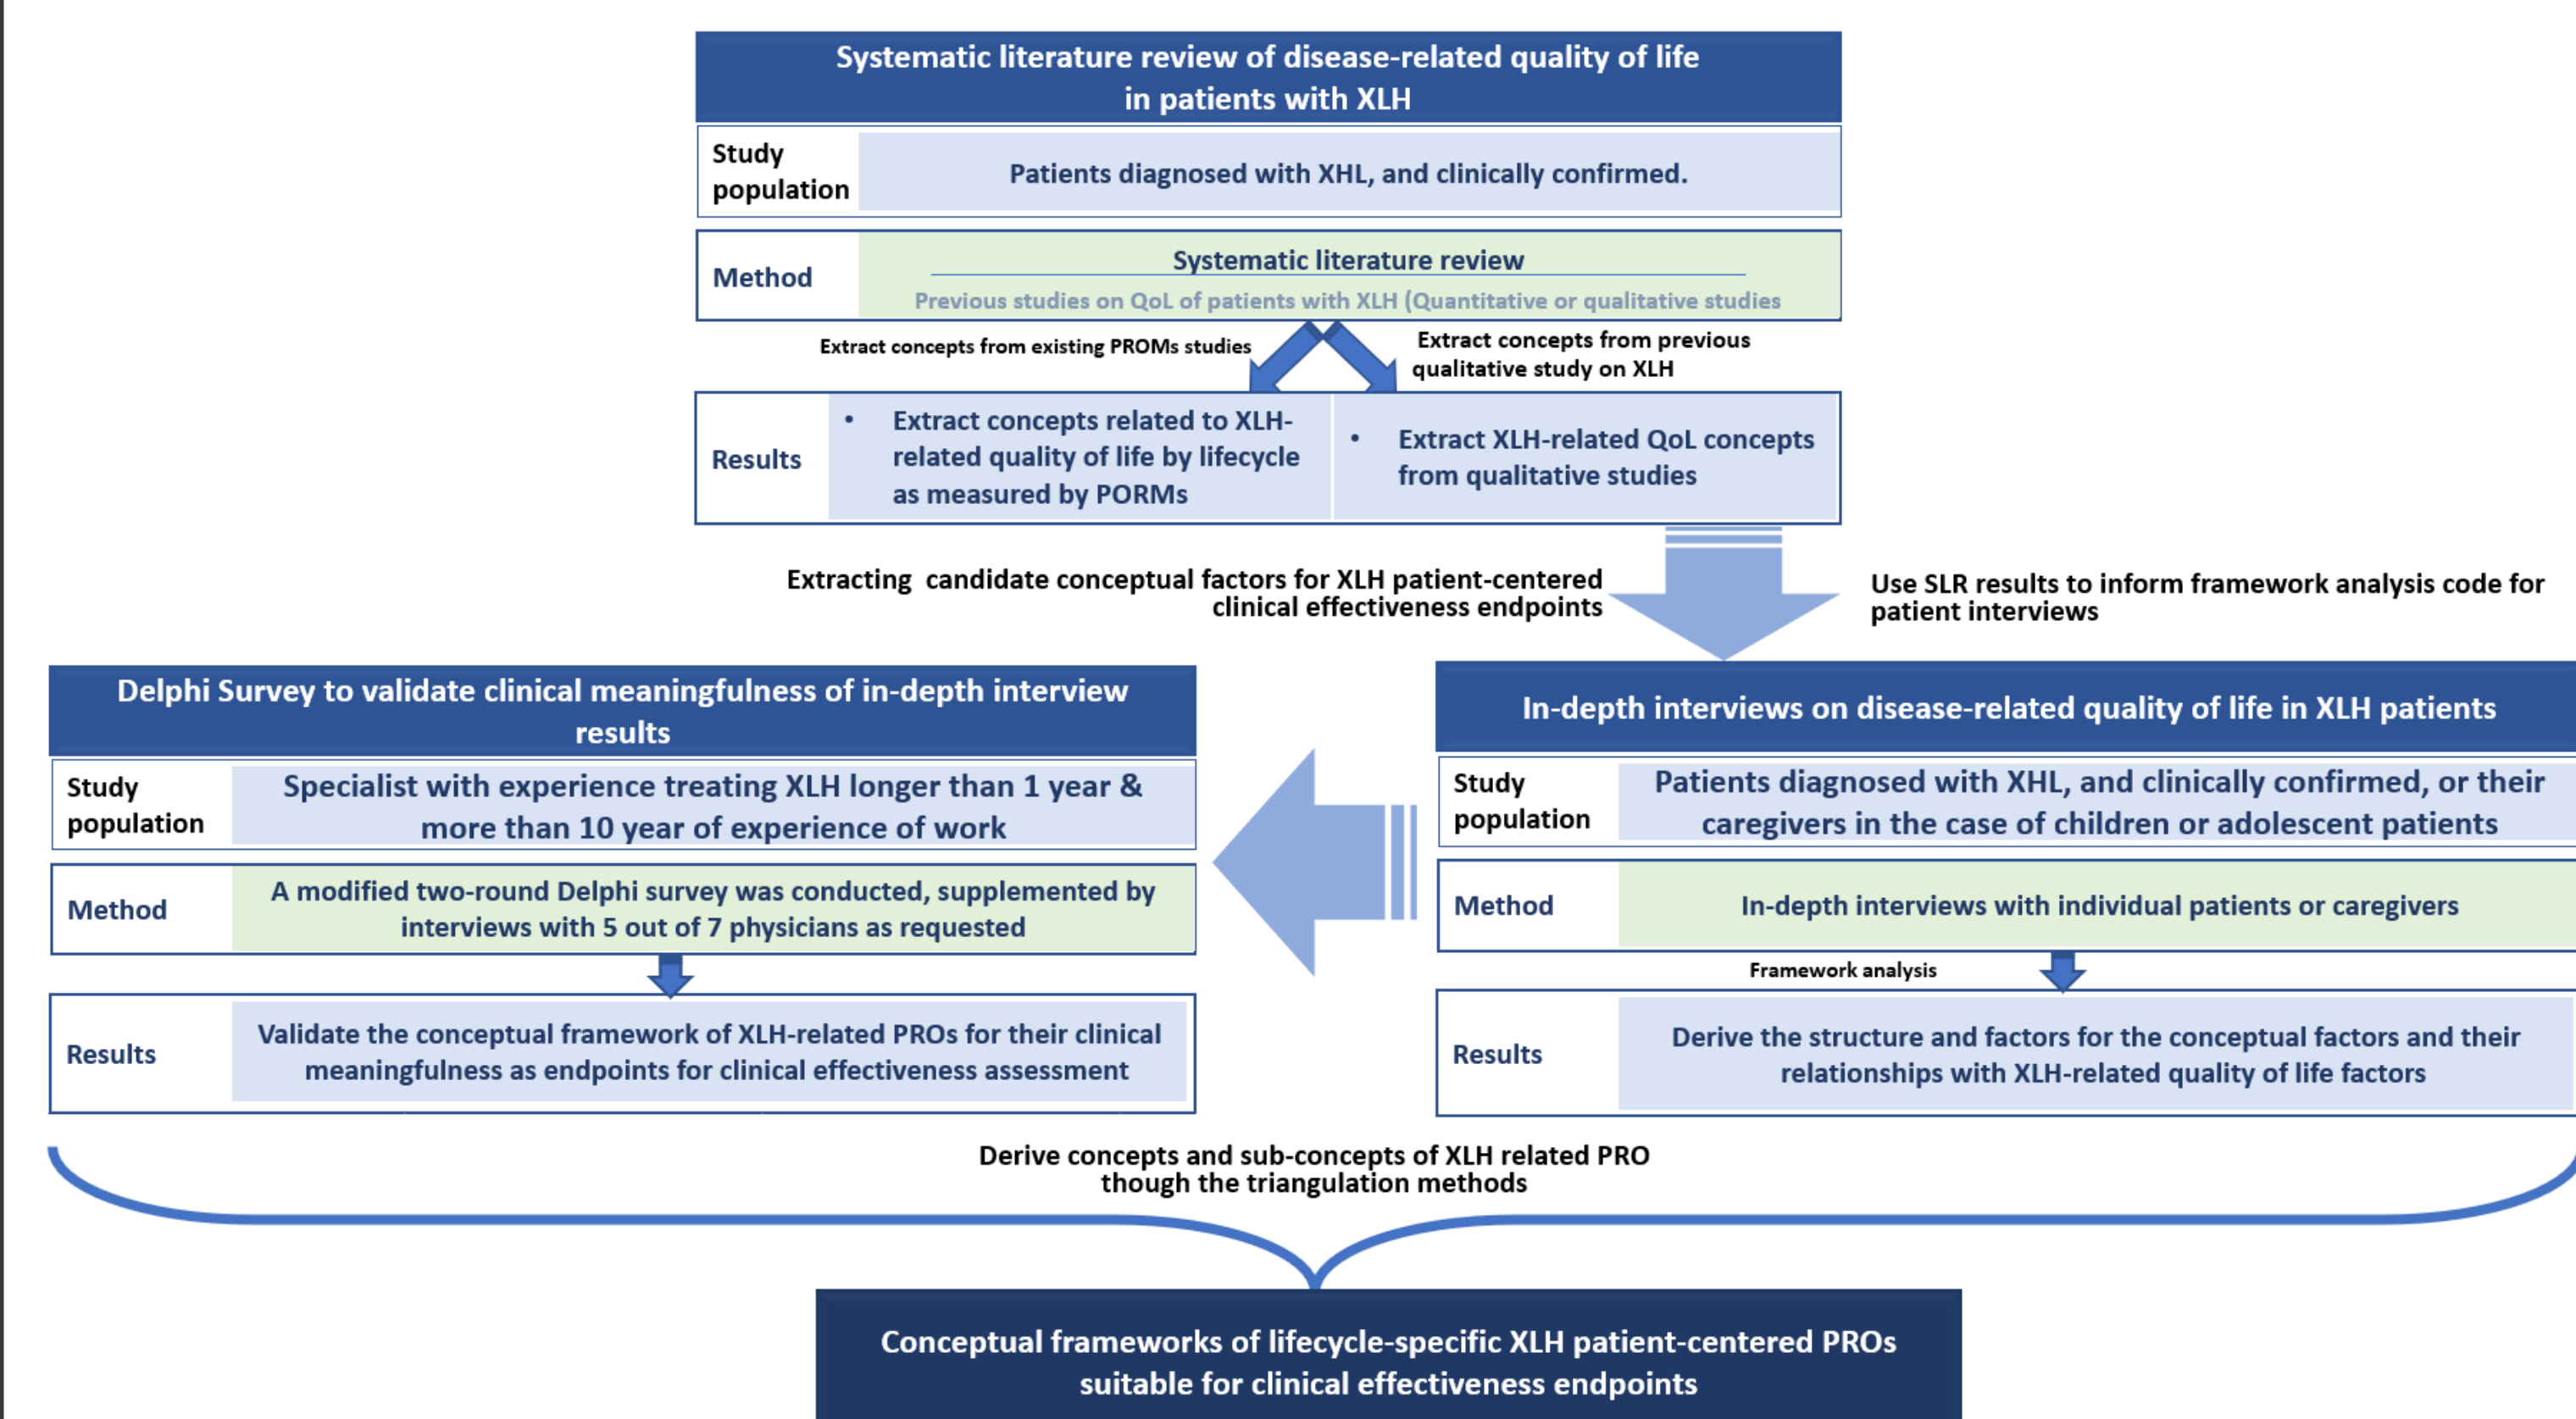 Systematic literature review of disease-related quality of life
in patients with XLH
Study
population
Patients diagnosed with XHL, and clinically confirmed.
Method
Systematic literature review
Previous studies on QoL of patients with XLH (Quantitative or qualitative studies
Extract concepts from existing PROMs studies
Extract concepts from previous
qualitative study on XLH
Results
• Extract concepts related to XLH-
related quality of life by lifecycle
as measured by PORMs
• Extract XLH-related QoL concepts
from qualitative studies
Extracting candidate conceptual factors for XLH patient-centered
clinical effectiveness endpoints
Use SLR results to inform framework analysis code for
patient interviews
Delphi Survey to validate clinical meaningfulness of in-depth interview
results
Study
population
Specialist with experience treating XLH longer than 1 year &
more than 10 year of experience of work
Method
A modified two-round Delphi survey was conducted, supplemented by
interviews with 5 out of 7 physicians as requested
Results
Validate the conceptual framework of XLH-related PROs for their clinical
meaningfulness as endpoints for clinical effectiveness assessment
In-depth interviews on disease-related quality of life in XLH patients
Study
population
Patients diagnosed with XHL, and clinically confirmed, or their
caregivers in the case of children or adolescent patients
Method
In-depth interviews with individual patients or caregivers
Framework analysis
Results
Derive the structure and factors for the conceptual factors and their
relationships with XLH-related quality of life factors
Derive concepts and sub-concepts of XLH related PRO
though the triangulation methods
Conceptual frameworks of lifecycle-specific XLH patient-centered PROs
suitable for clinical effectiveness endpoints